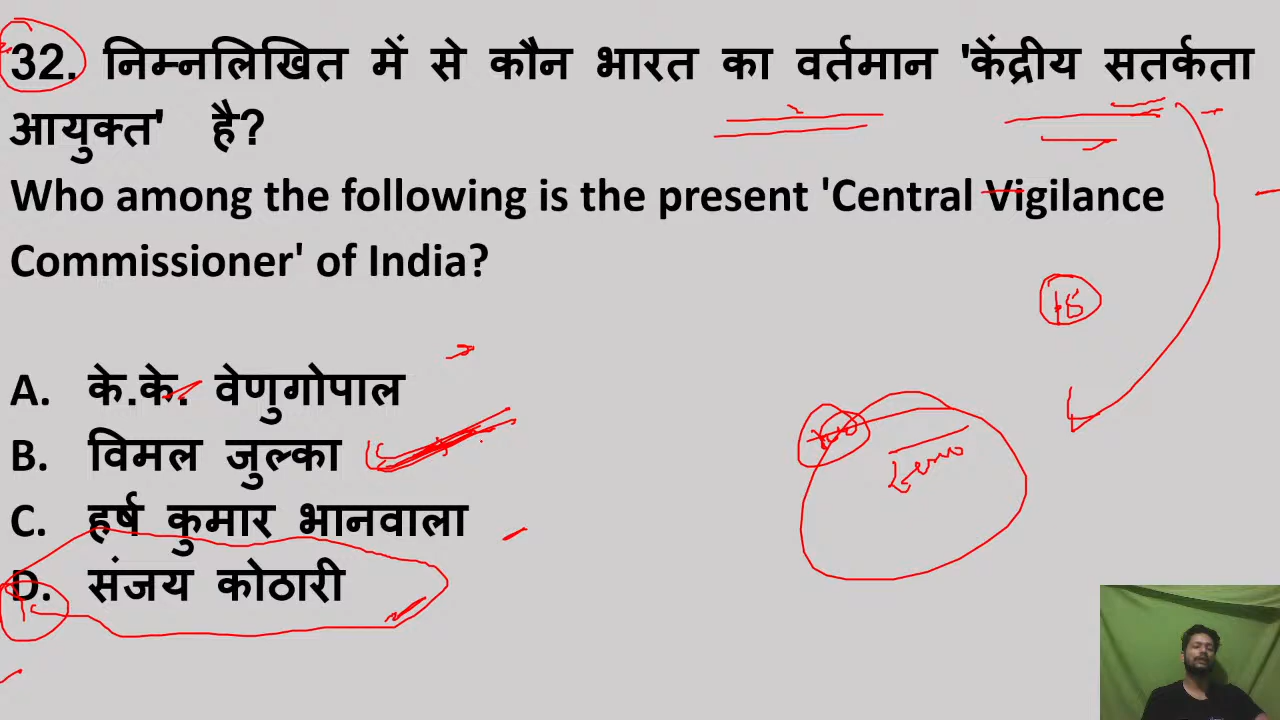 32. निम्नलिखित में से कौन भारत का वर्तमान 'केंद्रीय सतर्कता
आयुक्त' है?
Who among the following is the present 'Central Vigilance
Commissioner' of India?
A. के.के. वेणुगोपाल
B. विमल जुल्का
C. हर्ष कुमार भानवाला
D. संजय कोठारी